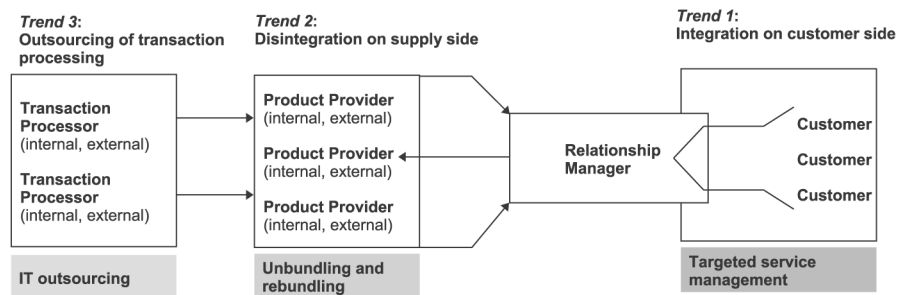 Trend 3:
Outsourcing of transaction
processing
Trend 2:
Disintegration on supply side
Trend 1:
Integration on customer side
Transaction
Processor
(internal, external)
Transaction
Processor
(internal, external)
Product Provider
(internal, external)
Product Provider
(internal, external)
Product Provider
(internal, external)
Relationship
Manager
Customer
Customer
Customer
IT outsourcing
Unbundling and
rebundling
Targeted service
management